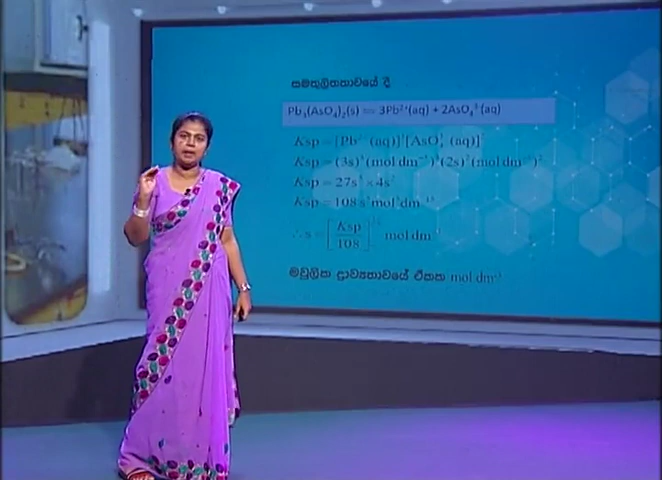 සමතුලිතතාවයේ දී
Pb₃(AsO₄)₂(s) ⇌ 3Pb²⁺(aq) + 2AsO₄³⁻(aq)
Ksp = [Pb²⁺(aq)]³[AsO₄³⁻(aq)]²
Ksp = (3s)³(mol dm⁻³)³(2s)²(mol dm⁻³)²
Ksp = 27s³ × 4s²
Ksp = 108 s⁵ mol⁵ dm⁻¹⁵
∴ s = [Ksp/108]^(1/5) mol dm⁻³
මවුලික ද්‍රාව්‍යතාවයේ ඒකක mol dm⁻³